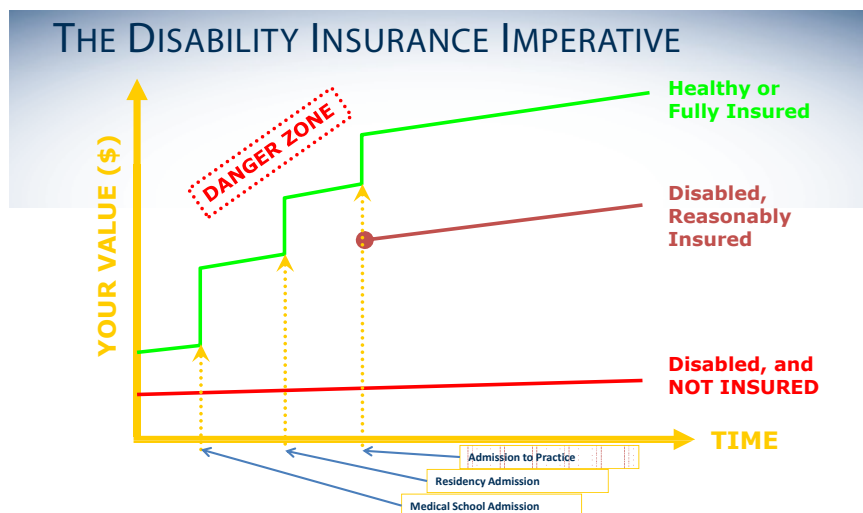 THE DISABILITY INSURANCE IMPERATIVE
Healthy or
Fully Insured
DANGER ZONE
Disabled,
Reasonably
Insured
YOUR VALUE ($)
Disabled, and
NOT INSURED
TIME
Admission to Practice
Residency Admission
Medical School Admission